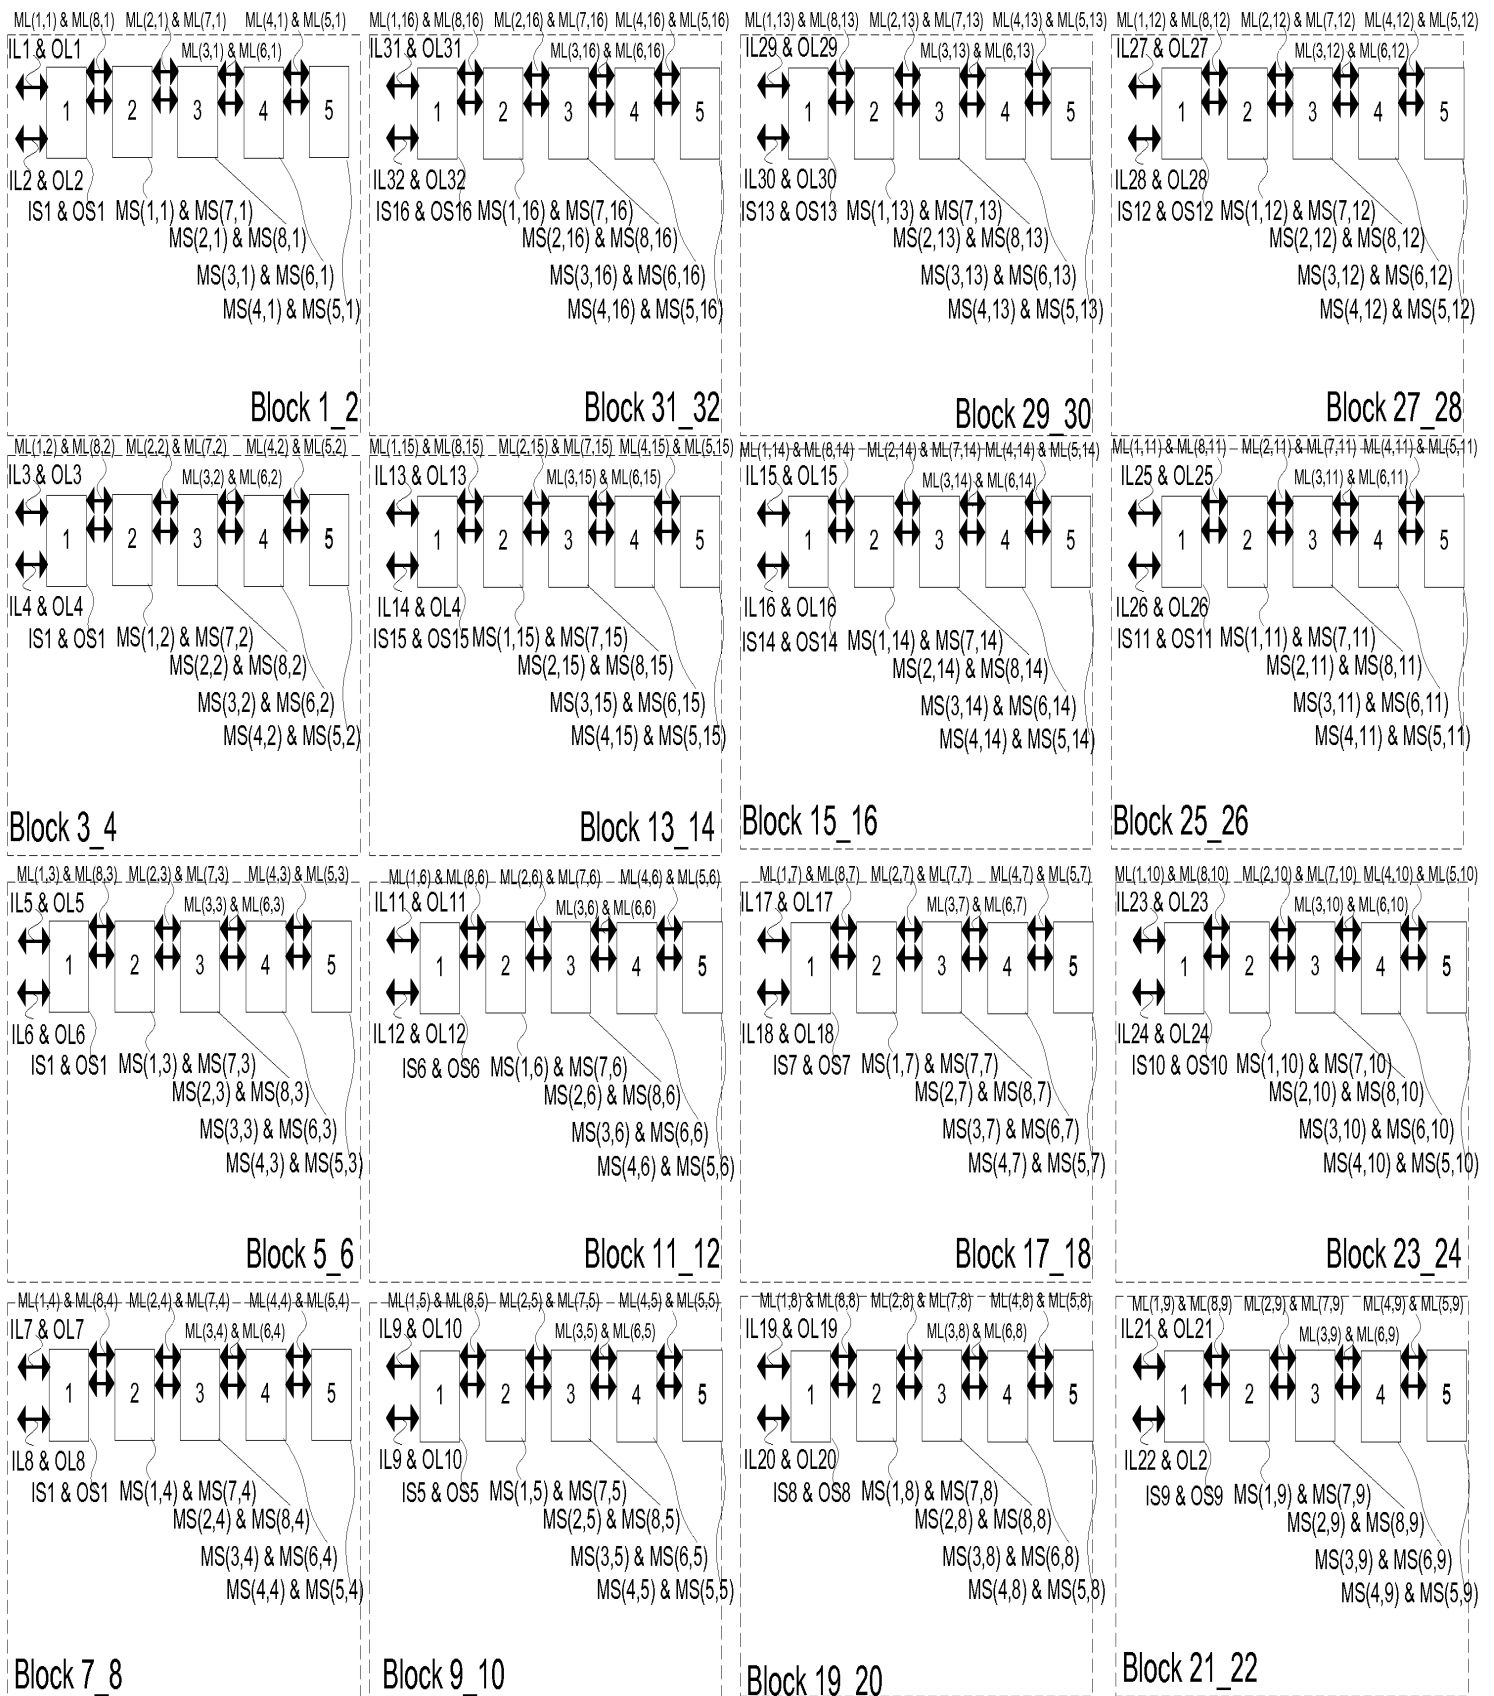 ML(1,1) & ML(8,1) ML(2,1) & ML(7,1) ML(4,1) & ML(5,1)
IL1 & OL1 ML(3,1) & ML(6,1)
1 2 3 4 5
IL2 & OL2
IS1 & OS1 MS(1,1) & MS(7,1)
MS(2,1) & MS(8,1)
MS(3,1) & MS(6,1)
MS(4,1) & MS(5,1)
Block 1_2
ML(1,16) & ML(8,16) ML(2,16) & ML(7,16) ML(4,16) & ML(5,16)
IL31 & OL31 ML(3,16) & ML(6,16)
1 2 3 4 5
IL32 & OL32
IS16 & OS16 MS(1,16) & MS(7,16)
MS(2,16) & MS(8,16)
MS(3,16) & MS(6,16)
MS(4,16) & MS(5,16)
Block 31_32
ML(1,13) & ML(8,13) ML(2,13) & ML(7,13) ML(4,13) & ML(5,13)
IL29 & OL29 ML(3,13) & ML(6,13)
1 2 3 4 5
IL30 & OL30
IS13 & OS13 MS(1,13) & MS(7,13)
MS(2,13) & MS(8,13)
MS(3,13) & MS(6,13)
MS(4,13) & MS(5,13)
Block 29_30
ML(1,12) & ML(8,12) ML(2,12) & ML(7,12) ML(4,12) & ML(5,12)
IL27 & OL27 ML(3,12) & ML(6,12)
1 2 3 4 5
IL28 & OL28
IS12 & OS12 MS(1,12) & MS(7,12)
MS(2,12) & MS(8,12)
MS(3,12) & MS(6,12)
MS(4,12) & MS(5,12)
Block 27_28
ML(1,2) & ML(8,2) ML(2,2) & ML(7,2) ML(4,2) & ML(5,2)
IL3 & OL3 ML(3,2) & ML(6,2)
1 2 3 4 5
IL4 & OL4
IS1 & OS1 MS(1,2) & MS(7,2)
MS(2,2) & MS(8,2)
MS(3,2) & MS(6,2)
MS(4,2) & MS(5,2)
Block 3_4
ML(1,15) & ML(8,15) ML(2,15) & ML(7,15) ML(4,15) & ML(5,15)
IL13 & OL13 ML(3,15) & ML(6,15)
1 2 3 4 5
IL14 & OL4
IS15 & OS15 MS(1,15) & MS(7,15)
MS(2,15) & MS(8,15)
MS(3,15) & MS(6,15)
MS(4,15) & MS(5,15)
Block 13_14
ML(1,14) & ML(8,14) ML(2,14) & ML(7,14) ML(4,14) & ML(5,14)
IL15 & OL15 ML(3,14) & ML(6,14)
1 2 3 4 5
IL16 & OL16
IS14 & OS14 MS(1,14) & MS(7,14)
MS(2,14) & MS(8,14)
MS(3,14) & MS(6,14)
MS(4,14) & MS(5,14)
Block 15_16
ML(1,11) & ML(8,11) ML(2,11) & ML(7,11) ML(4,11) & ML(5,11)
IL25 & OL25 ML(3,11) & ML(6,11)
1 2 3 4 5
IL26 & OL26
IS11 & OS11 MS(1,11) & MS(7,11)
MS(2,11) & MS(8,11)
MS(3,11) & MS(6,11)
MS(4,11) & MS(5,11)
Block 25_26
ML(1,3) & ML(8,3) ML(2,3) & ML(7,3) ML(4,3) & ML(5,3)
IL5 & OL5 ML(3,3) & ML(6,3)
1 2 3 4 5
IL6 & OL6
IS1 & OS1 MS(1,3) & MS(7,3)
MS(2,3) & MS(8,3)
MS(3,3) & MS(6,3)
MS(4,3) & MS(5,3)
Block 5_6
ML(1,6) & ML(8,6) ML(2,6) & ML(7,6) ML(4,6) & ML(5,6)
IL11 & OL11 ML(3,6) & ML(6,6)
1 2 3 4 5
IL12 & OL12
IS6 & OS6 MS(1,6) & MS(7,6)
MS(2,6) & MS(8,6)
MS(3,6) & MS(6,6)
MS(4,6) & MS(5,6)
Block 11_12
ML(1,7) & ML(8,7) ML(2,7) & ML(7,7) ML(4,7) & ML(5,7)
IL17 & OL17 ML(3,7) & ML(6,7)
1 2 3 4 5
IL18 & OL18
IS7 & OS7 MS(1,7) & MS(7,7)
MS(2,7) & MS(8,7)
MS(3,7) & MS(6,7)
MS(4,7) & MS(5,7)
Block 17_18
ML(1,10) & ML(8,10) ML(2,10) & ML(7,10) ML(4,10) & ML(5,10)
IL23 & OL23 ML(3,10) & ML(6,10)
1 2 3 4 5
IL24 & OL24
IS10 & OS10 MS(1,10) & MS(7,10)
MS(2,10) & MS(8,10)
MS(3,10) & MS(6,10)
MS(4,10) & MS(5,10)
Block 23_24
ML(1,4) & ML(8,4) ML(2,4) & ML(7,4) ML(4,4) & ML(5,4)
IL7 & OL7 ML(3,4) & ML(6,4)
1 2 3 4 5
IL8 & OL8
IS1 & OS1 MS(1,4) & MS(7,4)
MS(2,4) & MS(8,4)
MS(3,4) & MS(6,4)
MS(4,4) & MS(5,4)
Block 7_8
ML(1,5) & ML(8,5) ML(2,5) & ML(7,5) ML(4,5) & ML(5,5)
IL9 & OL10 ML(3,5) & ML(6,5)
1 2 3 4 5
IL9 & OL10
IS5 & OS5 MS(1,5) & MS(7,5)
MS(2,5) & MS(8,5)
MS(3,5) & MS(6,5)
MS(4,5) & MS(5,5)
Block 9_10
ML(1,8) & ML(8,8) ML(2,8) & ML(7,8) ML(4,8) & ML(5,8)
IL19 & OL19 ML(3,8) & ML(6,8)
1 2 3 4 5
IL20 & OL20
IS8 & OS8 MS(1,8) & MS(7,8)
MS(2,8) & MS(8,8)
MS(3,8) & MS(6,8)
MS(4,8) & MS(5,8)
Block 19_20
ML(1,9) & ML(8,9) ML(2,9) & ML(7,9) ML(4,9) & ML(5,9)
IL21 & OL21 ML(3,9) & ML(6,9)
1 2 3 4 5
IL22 & OL2
IS9 & OS9 MS(1,9) & MS(7,9)
MS(2,9) & MS(8,9)
MS(3,9) & MS(6,9)
MS(4,9) & MS(5,9)
Block 21_22